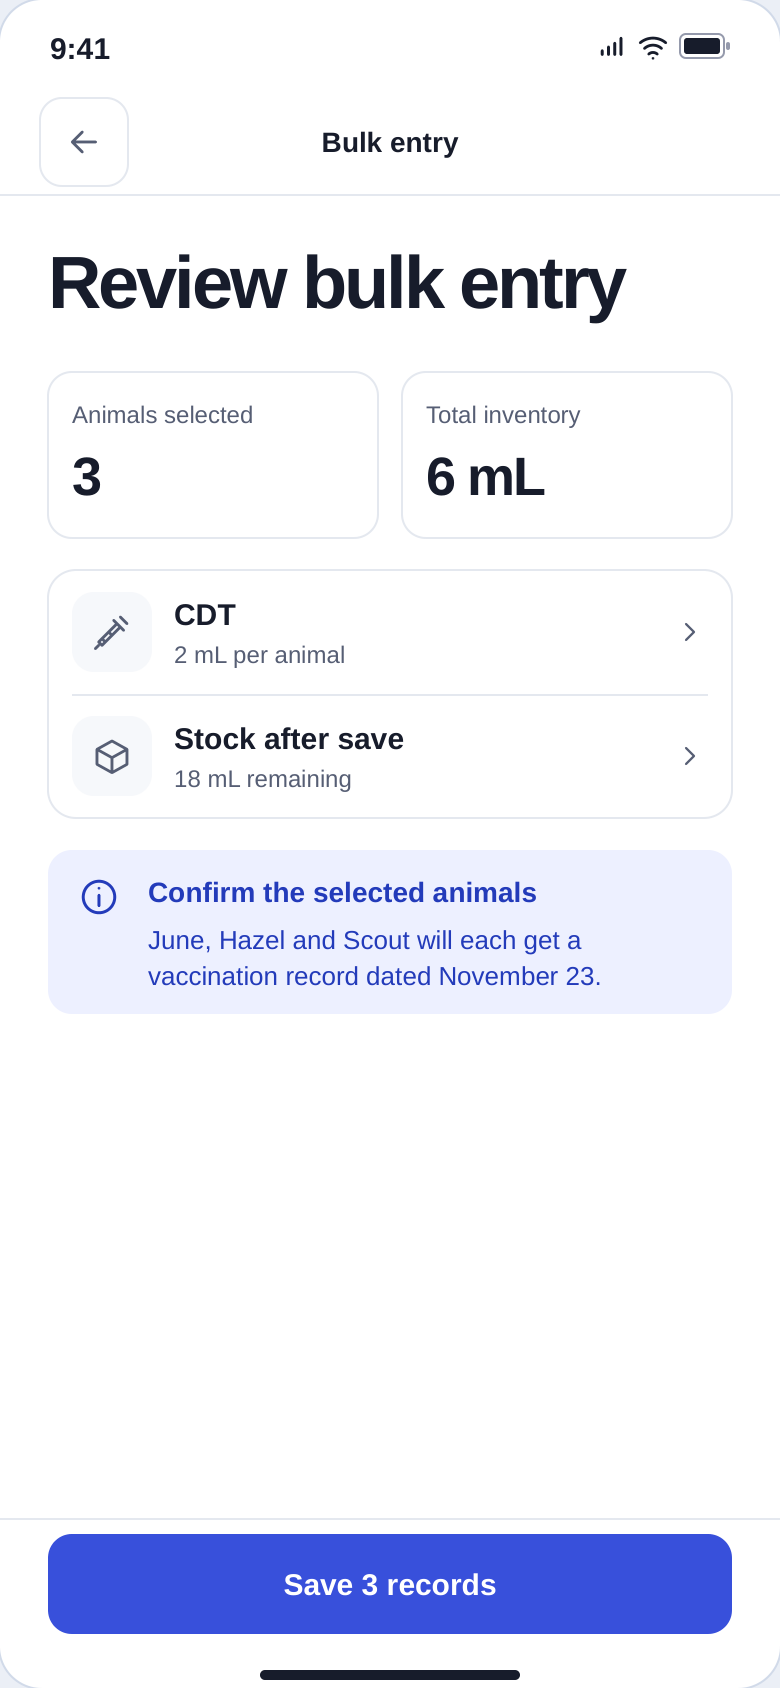 9:41
Bulk entry
Review bulk entry
Animals selected
3
Total inventory
6 mL
CDT
2 mL per animal
Stock after save
18 mL remaining
Confirm the selected animals
June, Hazel and Scout will each get a
vaccination record dated November 23.
Save 3 records